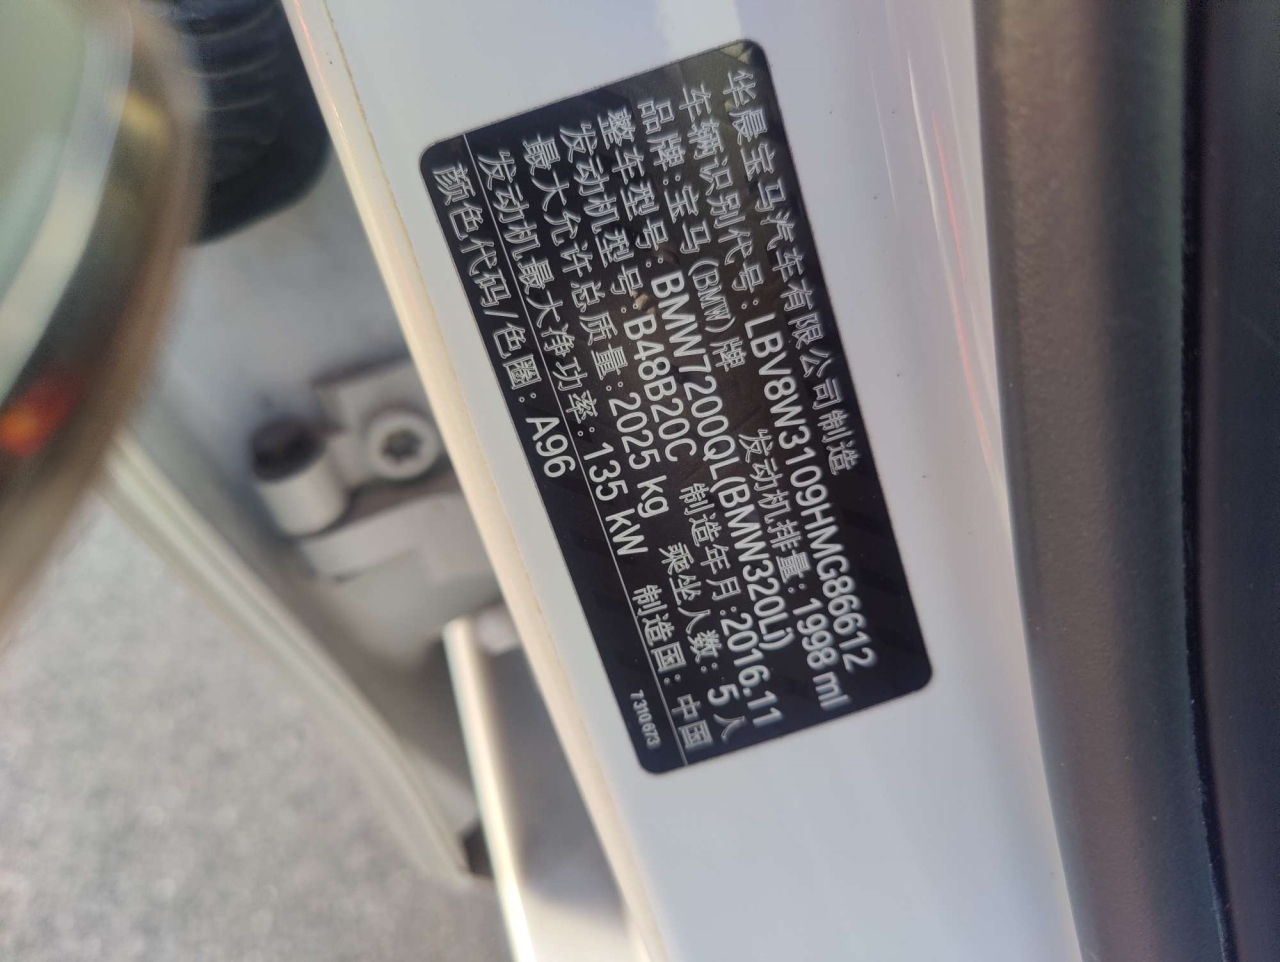 华晨宝马汽车有限公司制造
车辆识别代号: LBV8W3109HMG86612
品牌: 宝马(BMW)牌 发动机排量: 1998 ml
整车型号: BMW7200QL(BMW320Li)
发动机型号: B48B20C 制造年月: 2016.11
最大允许总质量: 2025 kg 乘坐人数: 5人
发动机最大净功率: 135 kW 制造国: 中国
颜色代码/色圈: A96 7310673